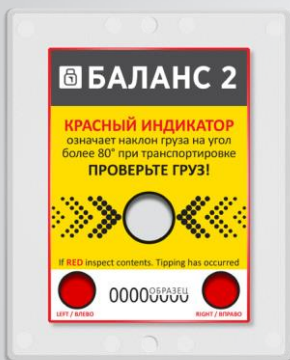 БАЛАНС 2
КРАСНЫЙ ИНДИКАТОР
означает наклон груза на угол
более 80° при транспортировке
ПРОВЕРЬТЕ ГРУЗ!
If RED inspect contents. Tipping has occurred
ОБРАЗЕЦ
00000000
LEFT / ВЛЕВО
RIGHT / ВПРАВО